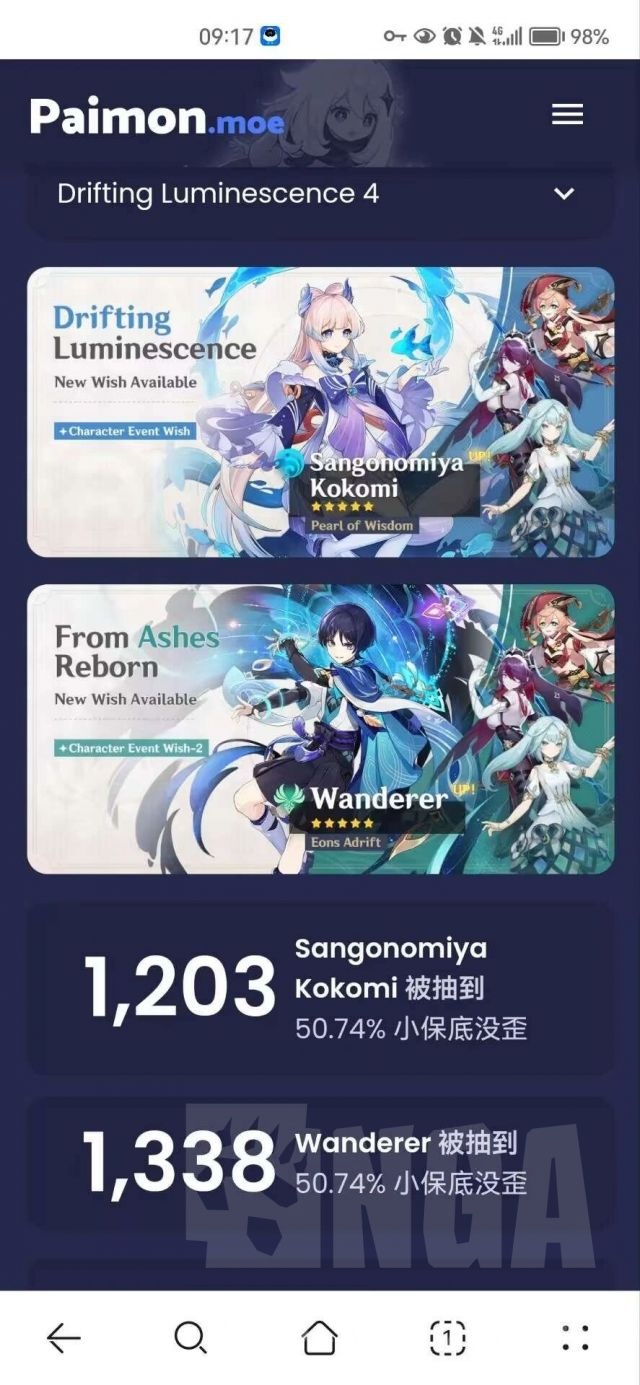 09:17
4G
98%
Paimon.moe
Drifting Luminescence 4
Drifting
Luminescence
New Wish Available
+Character Event Wish
Sangonomiya UP!
Kokomi
★★★★★
Pearl of Wisdom
From Ashes
Reborn
New Wish Available
+Character Event Wish-2
Wanderer UP!
★★★★★
Eons Adrift
1,203
Sangonomiya
Kokomi 被抽到
50.74% 小保底没歪
1,338
Wanderer 被抽到
50.74% 小保底没歪
NGA
1